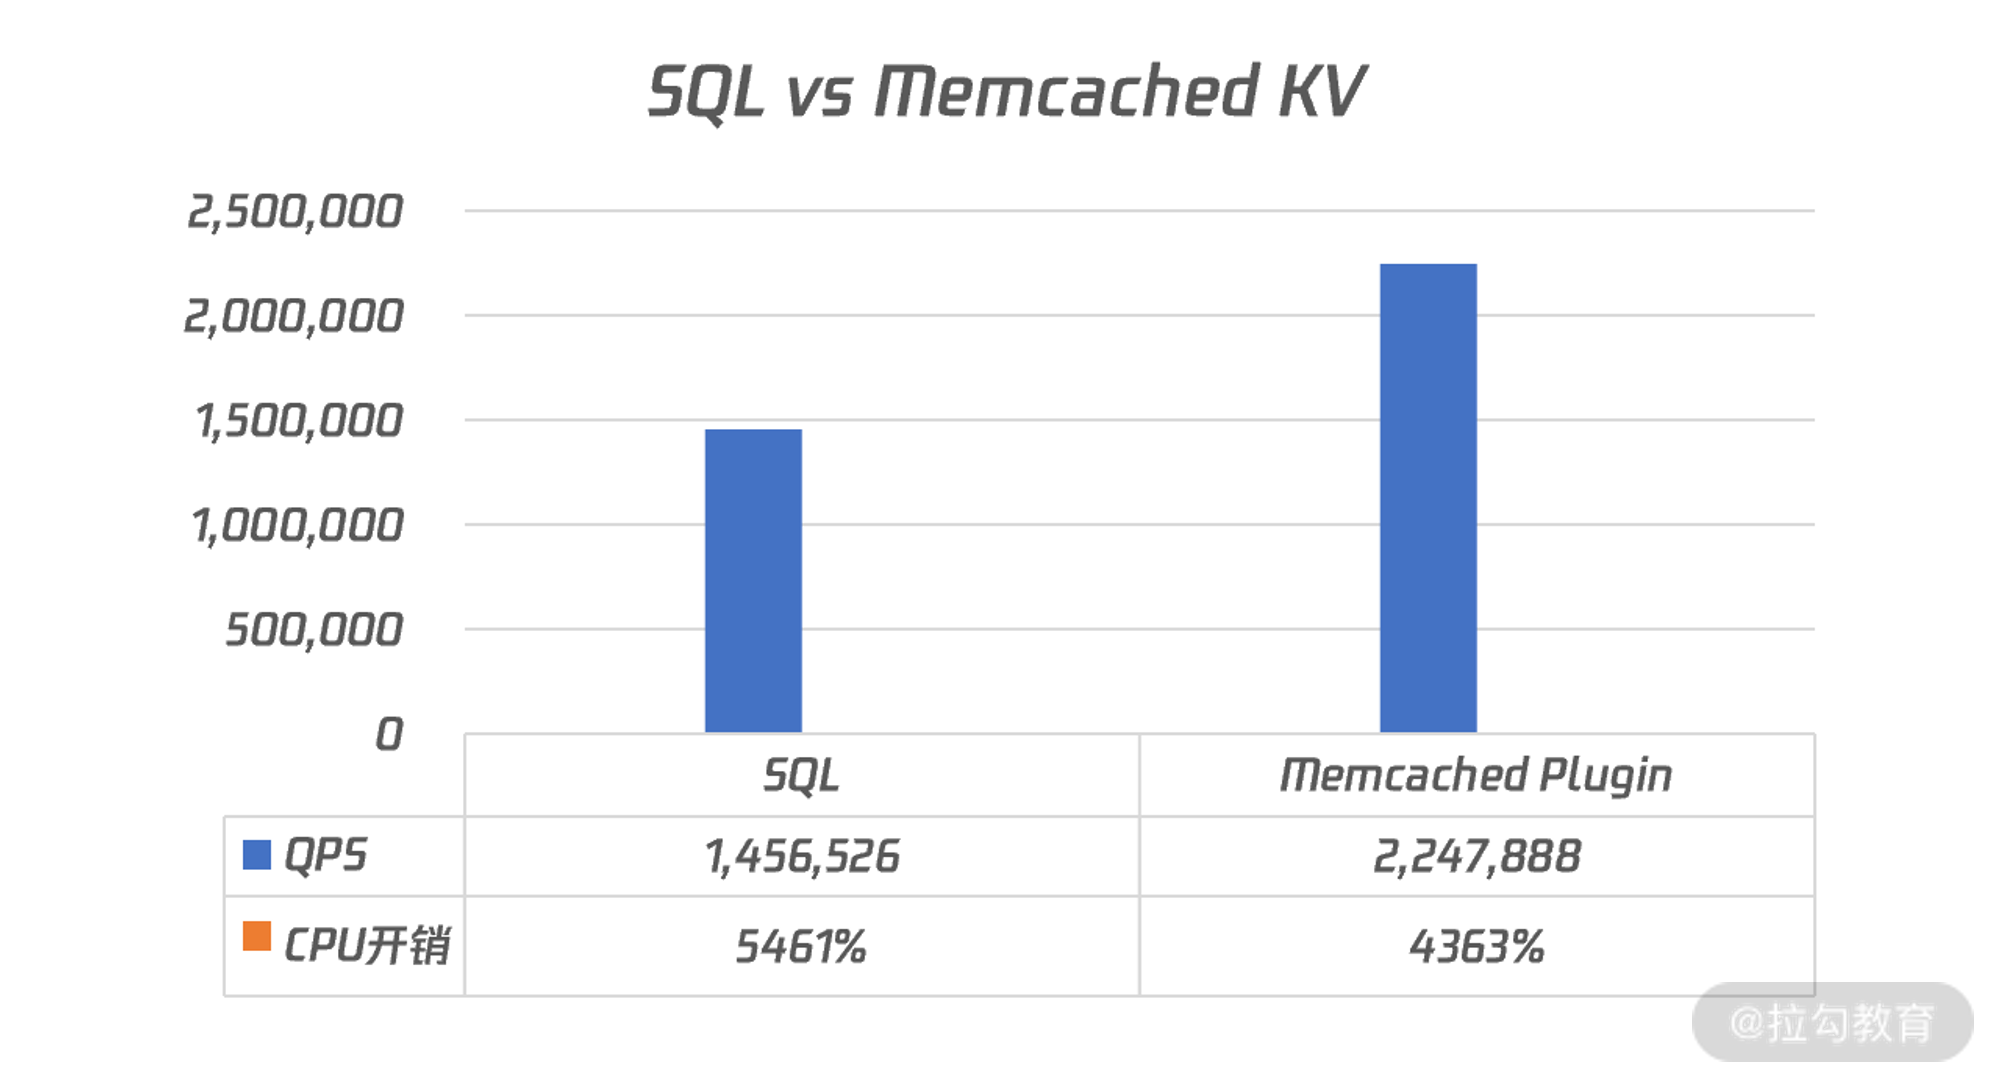 SQL vs Memcached KV
2,500,000
2,000,000
1,500,000
1,000,000
500,000
0
SQL Memcached Plugin
QPS 1,456,526 2,247,888
CPU开销 5461% 4363%
@拉勾教育